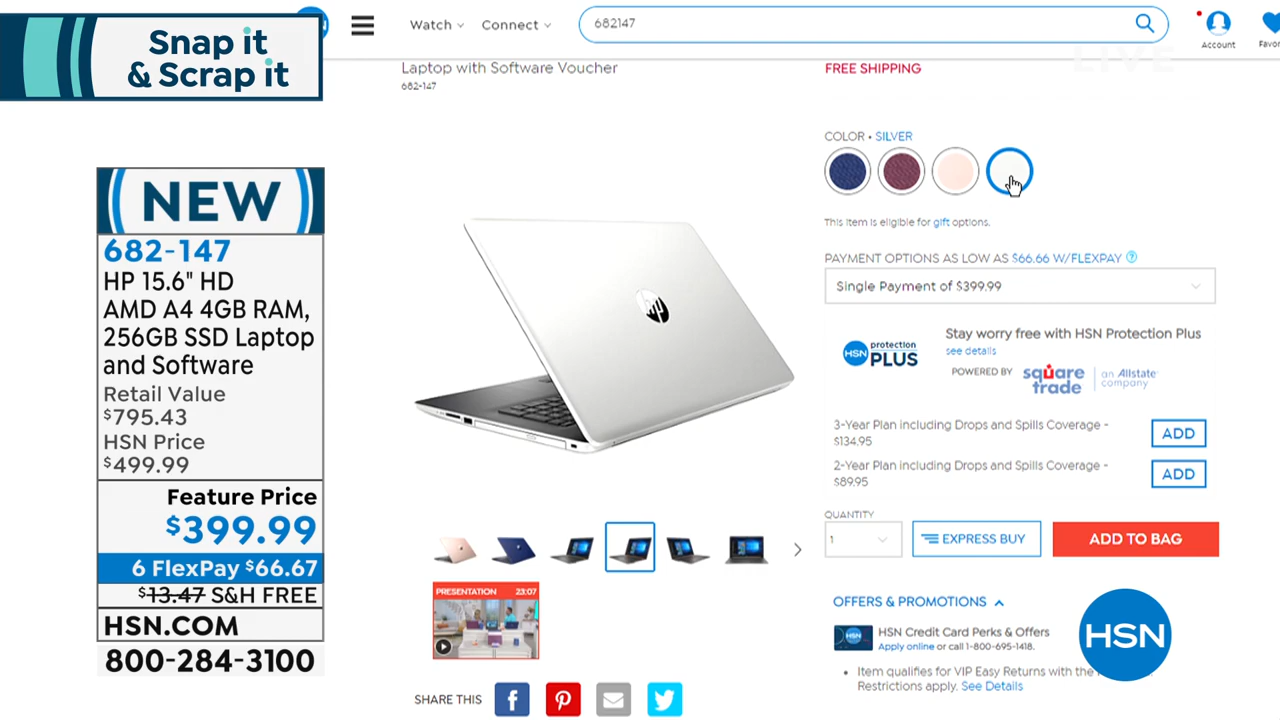 Snap it
& Scrap it
NEW
682-147
HP 15.6" HD
AMD A4 4GB RAM,
256GB SSD Laptop
and Software
Retail Value
$795.43
HSN Price
$499.99
Feature Price
$399.99
6 FlexPay $66.67
$13.47 S&H FREE
HSN.COM
800-284-3100
Watch
Connect
682147
Account
LIVE
Laptop with Software Voucher
682-147
hp
PRESENTATION 23:07
SHARE THIS
FREE SHIPPING
COLOR • SILVER
This item is eligible for gift options.
PAYMENT OPTIONS AS LOW AS $66.66 W/FLEXPAY ?
Single Payment of $399.99
HSN protection PLUS
Stay worry free with HSN Protection Plus
see details
POWERED BY square trade an Allstate company
3-Year Plan including Drops and Spills Coverage -
$134.95
ADD
2-Year Plan including Drops and Spills Coverage -
$89.95
ADD
QUANTITY
1
EXPRESS BUY
ADD TO BAG
OFFERS & PROMOTIONS
HSN
HSN Credit Card Perks & Offers
Apply online or call 1-800-695-1418.
• Item qualifies for VIP Easy Returns with the
Restrictions apply. See Details
HSN